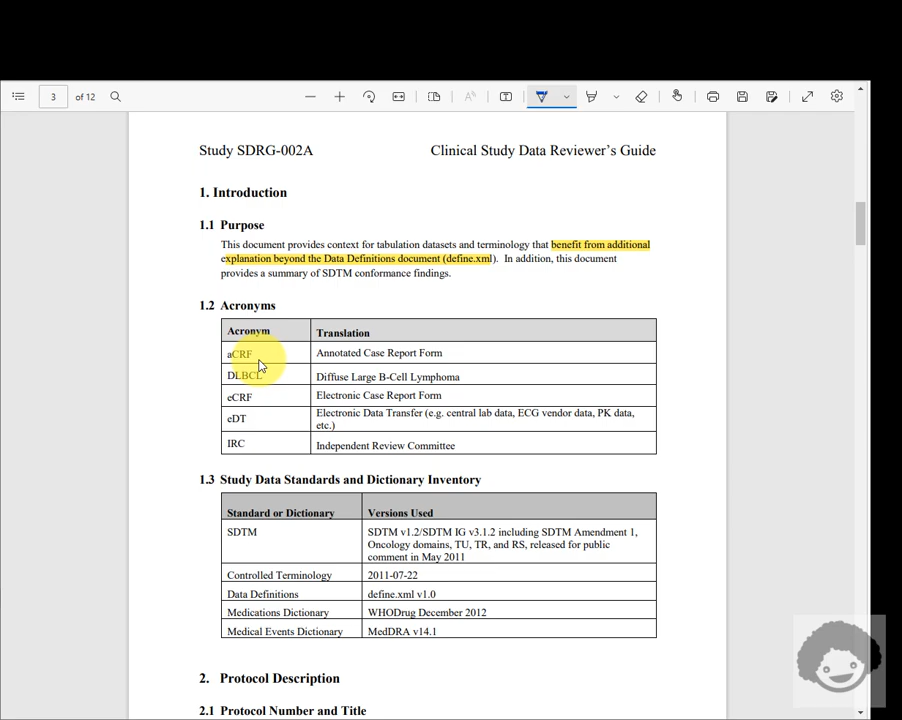 3 of 12
Study SDRG-002A Clinical Study Data Reviewer's Guide
1. Introduction
1.1 Purpose
This document provides context for tabulation datasets and terminology that benefit from additional
explanation beyond the Data Definitions document (define.xml). In addition, this document
provides a summary of SDTM conformance findings.
1.2 Acronyms
Acronym Translation
aCRF Annotated Case Report Form
DLBCL Diffuse Large B-Cell Lymphoma
eCRF Electronic Case Report Form
eDT Electronic Data Transfer (e.g. central lab data, ECG vendor data, PK data,
etc.)
IRC Independent Review Committee
1.3 Study Data Standards and Dictionary Inventory
Standard or Dictionary Versions Used
SDTM SDTM v1.2/SDTM IG v3.1.2 including SDTM Amendment 1,
Oncology domains, TU, TR, and RS, released for public
comment in May 2011
Controlled Terminology 2011-07-22
Data Definitions define.xml v1.0
Medications Dictionary WHODrug December 2012
Medical Events Dictionary MedDRA v14.1
2. Protocol Description
2.1 Protocol Number and Title